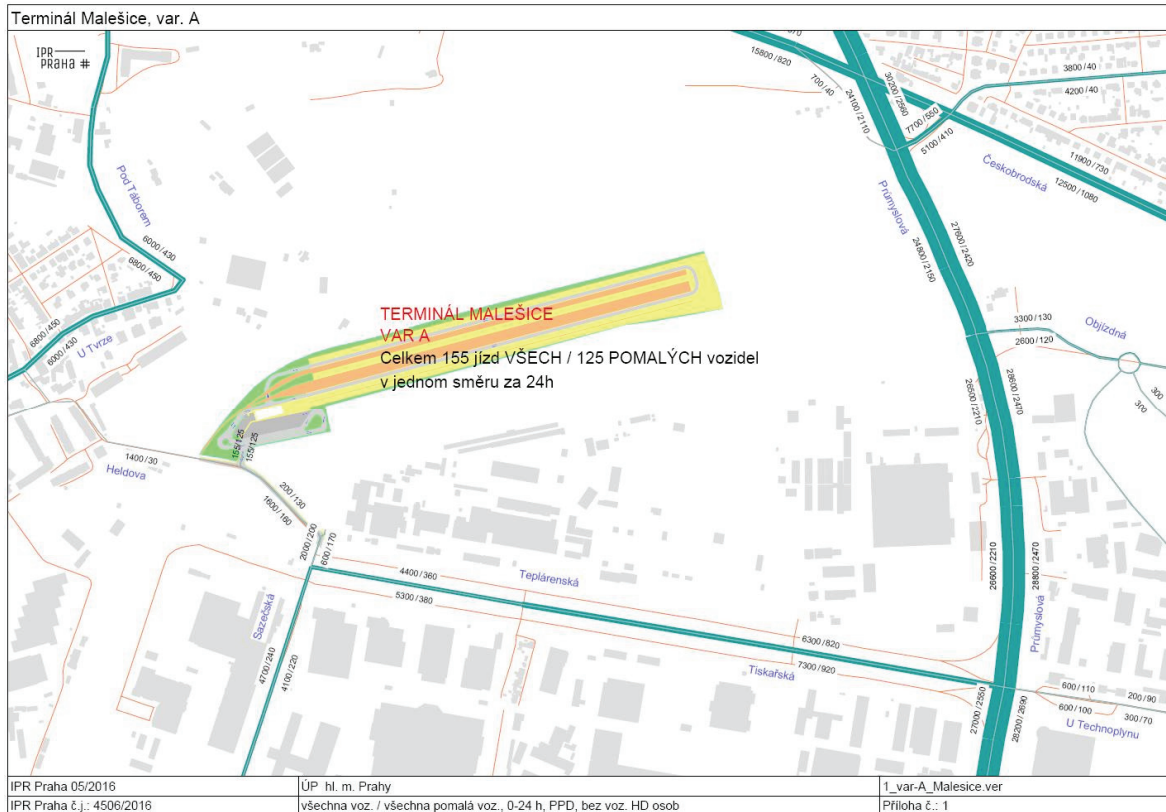 Terminál Malešice, var. A
IPR
PRAHA #
15800/820
700/40
24100/2110
30200/2560
7700/550
5100/410
3800/40
4200/40
11900/730
12500/1080
Českobrodská
Průmyslová
27600/2420
24800/2150
Pod Táborem
6000/430
6800/450
6800/450
6000/430
U Tvrze
TERMINÁL MALEŠICE
VAR A
Celkem 155 jízd VŠECH / 125 POMALÝCH vozidel
v jednom směru za 24h
3300/130
2600/120
Objízdná
300
300
28600/2470
26500/2210
155/125
155/125
1400/30
Heldova
200/130
1600/160
2000/200
600/170
4400/360
5300/380
Teplárenská
Sazečská
4700/240
4100/220
26600/2210
28800/2470
Průmyslová
6300/820
7300/920
Tiskařská
27000/2550
28200/2690
600/110
600/100
200/90
300/70
U Technoplynu
IPR Praha 05/2016
ÚP hl. m. Prahy
1_var-A_Malesice.ver
IPR Praha č.j.: 4506/2016
všechna voz. / všechna pomalá voz., 0-24 h, PPD, bez voz. HD osob
Příloha č.: 1